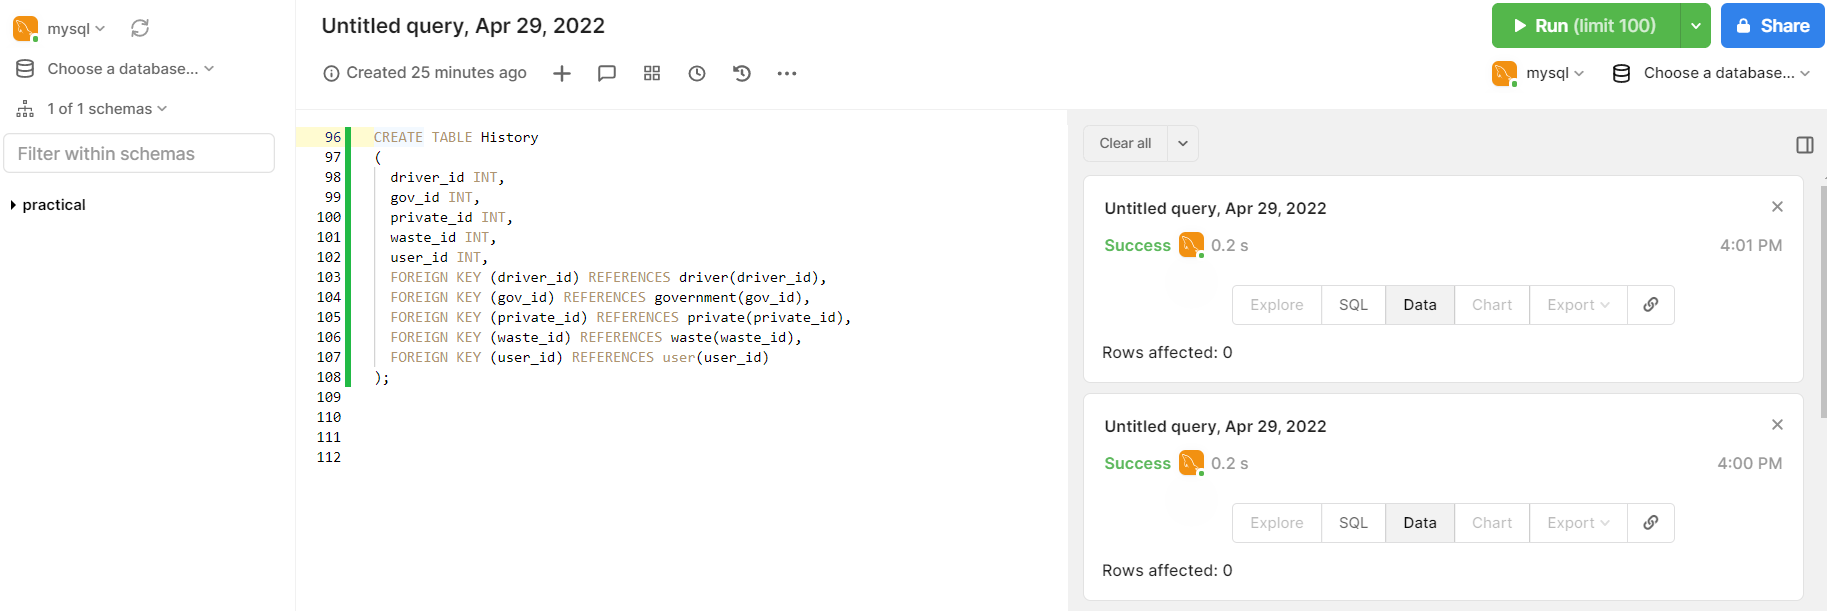 mysql
Choose a database...
1 of 1 schemas
Filter within schemas
practical
Untitled query, Apr 29, 2022
Created 25 minutes ago
Run (limit 100)
Share
mysql
Choose a database...
96 CREATE TABLE History
97 (
98 driver_id INT,
99 gov_id INT,
100 private_id INT,
101 waste_id INT,
102 user_id INT,
103 FOREIGN KEY (driver_id) REFERENCES driver(driver_id),
104 FOREIGN KEY (gov_id) REFERENCES government(gov_id),
105 FOREIGN KEY (private_id) REFERENCES private(private_id),
106 FOREIGN KEY (waste_id) REFERENCES waste(waste_id),
107 FOREIGN KEY (user_id) REFERENCES user(user_id)
108 );
109
110
111
112
Clear all
Untitled query, Apr 29, 2022
Success 0.2 s 4:01 PM
Explore SQL Data Chart Export
Rows affected: 0
Untitled query, Apr 29, 2022
Success 0.2 s 4:00 PM
Explore SQL Data Chart Export
Rows affected: 0